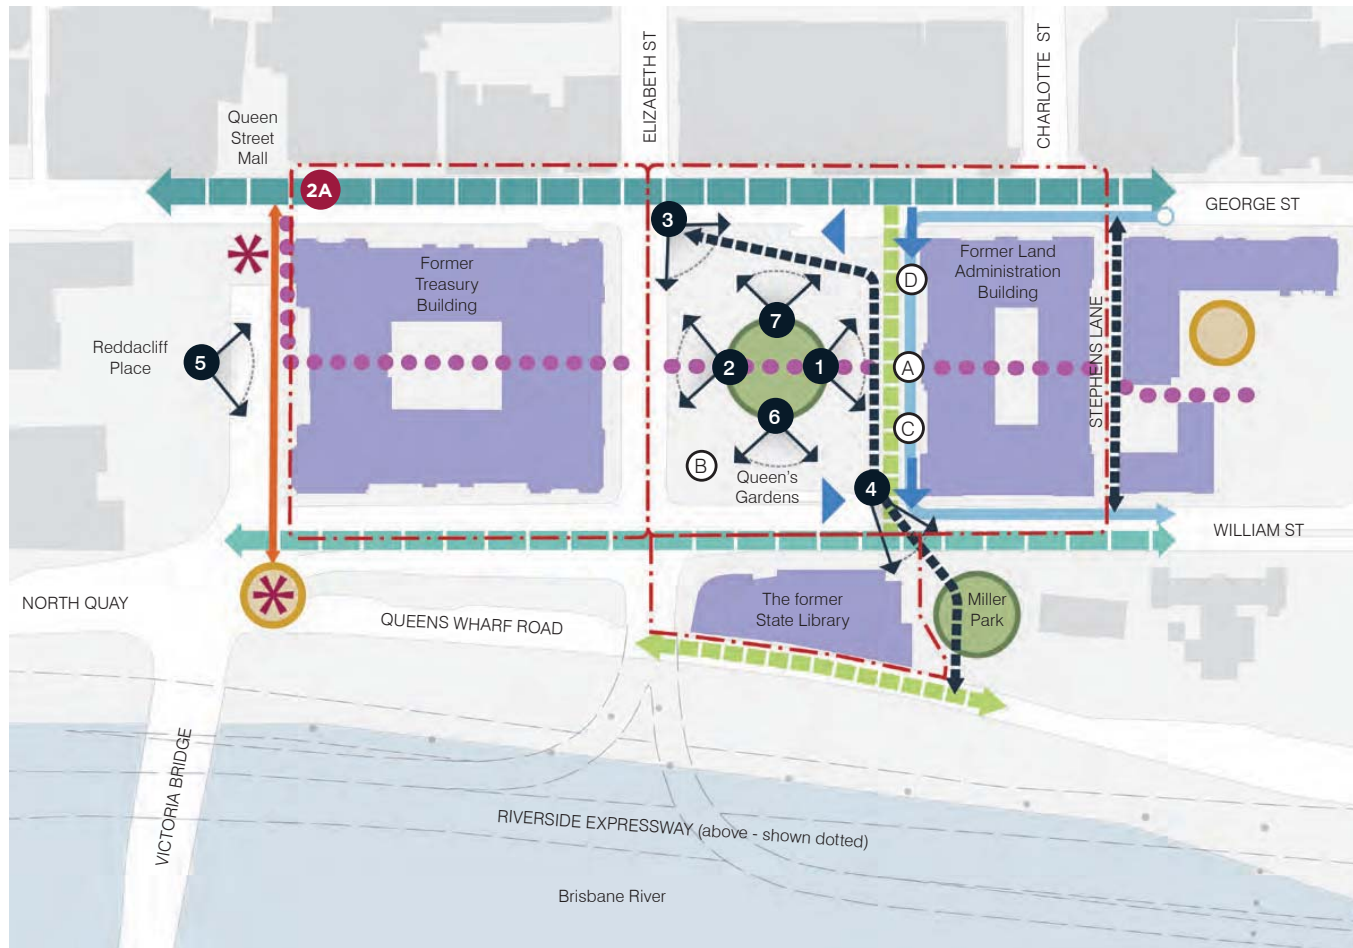 ELIZABETH ST
CHARLOTTE ST
Queen
Street
Mall
2A
GEORGE ST
3
Former
Treasury
Building
Former Land
Administration
Building
D
7
STEPHENS LANE
Reddacliff
Place
5
2
1
A
6
C
B
Queen's
Gardens
4
WILLIAM ST
NORTH QUAY
QUEENS WHARF ROAD
The former
State Library
Miller
Park
VICTORIA BRIDGE
RIVERSIDE EXPRESSWAY (above - shown dotted)
Brisbane River